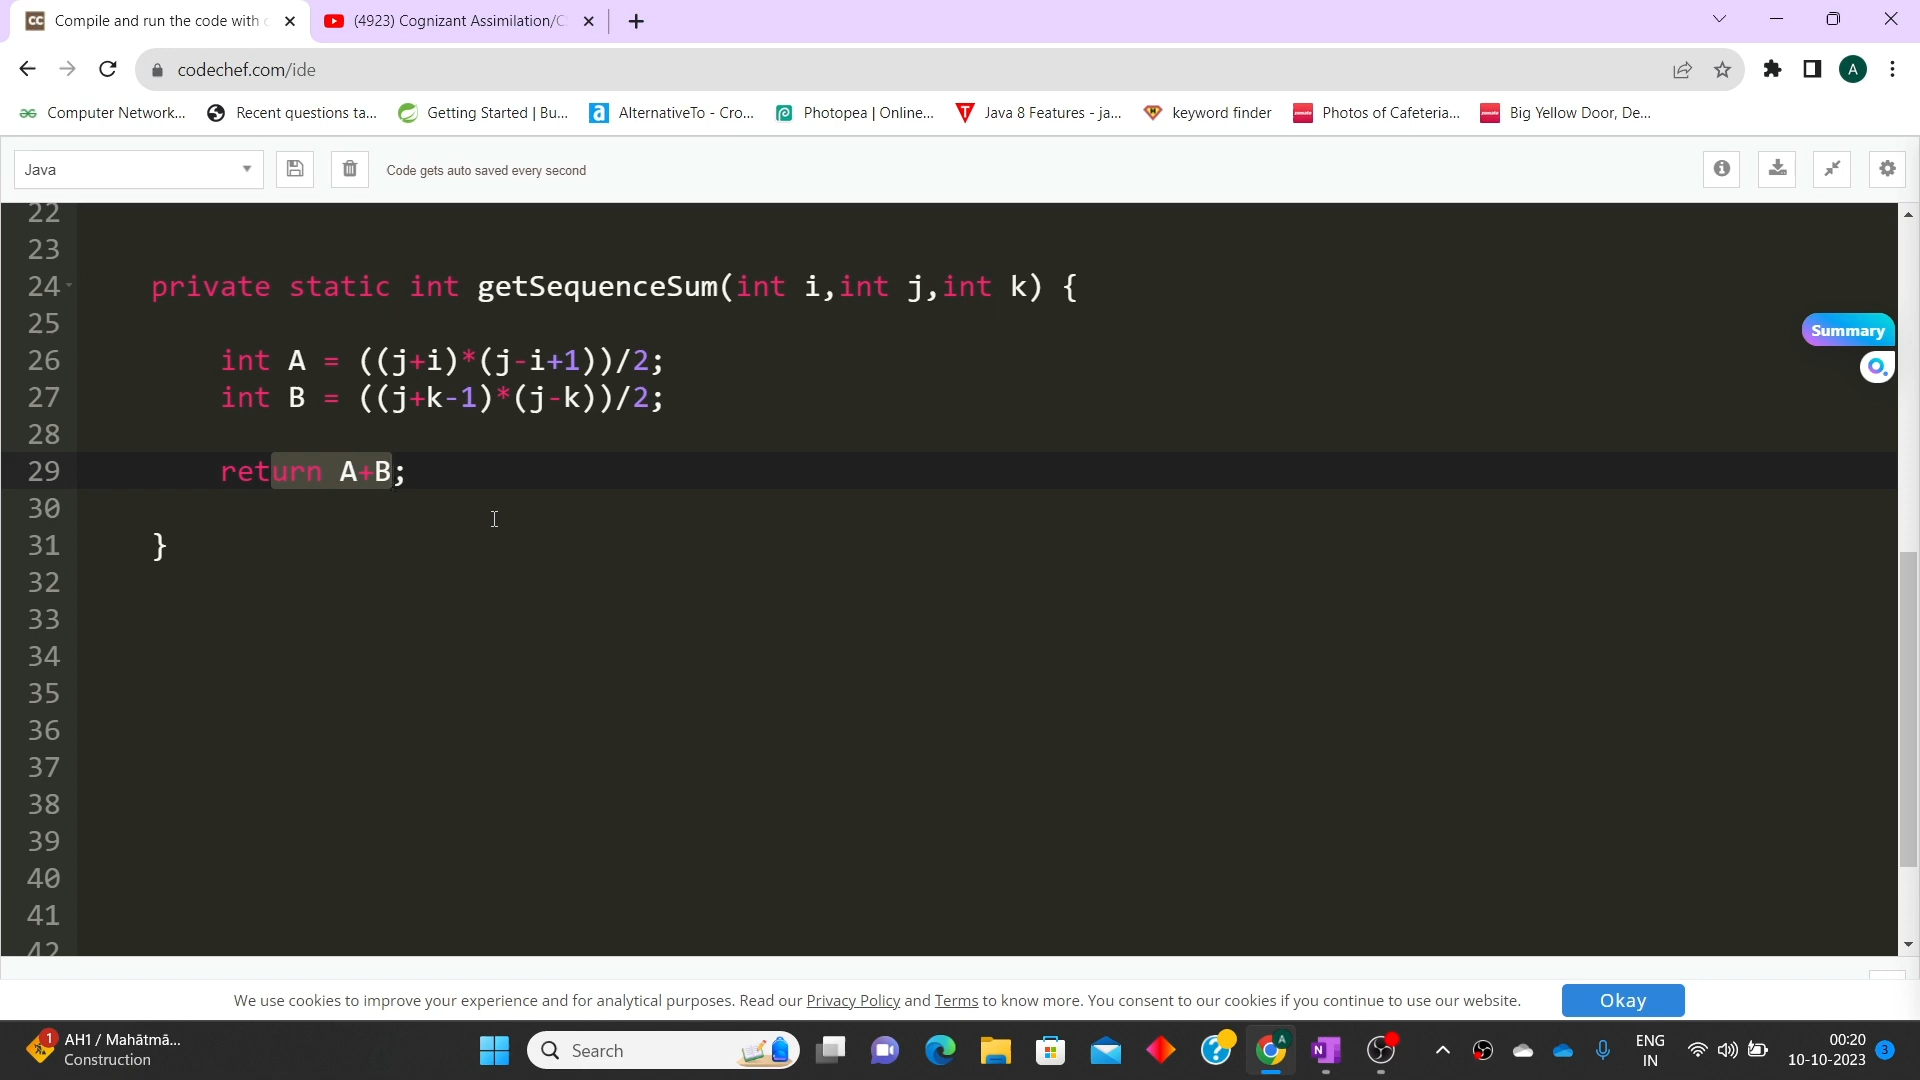 Compile and run the code with c
(4923) Cognizant Assimilation/C
codechef.com/ide
A
Computer Network...
Recent questions ta...
Getting Started | Bu...
AlternativeTo - Cro...
Photopea | Online...
Java 8 Features - ja...
keyword finder
Photos of Cafeteria...
Big Yellow Door, De...
Java
Code gets auto saved every second
22
23
24 private static int getSequenceSum(int i,int j,int k) {
25
26 int A = ((j+i)*(j-i+1))/2;
27 int B = ((j+k-1)*(j-k))/2;
28
29 return A+B;
30
31 }
32
33
34
35
36
37
38
39
40
41
42
Summary
We use cookies to improve your experience and for analytical purposes. Read our Privacy Policy and Terms to know more. You consent to our cookies if you continue to use our website.
Okay
1
AH1 / Mahātmā...
Construction
Search
ENG
IN
00:20
10-10-2023
3